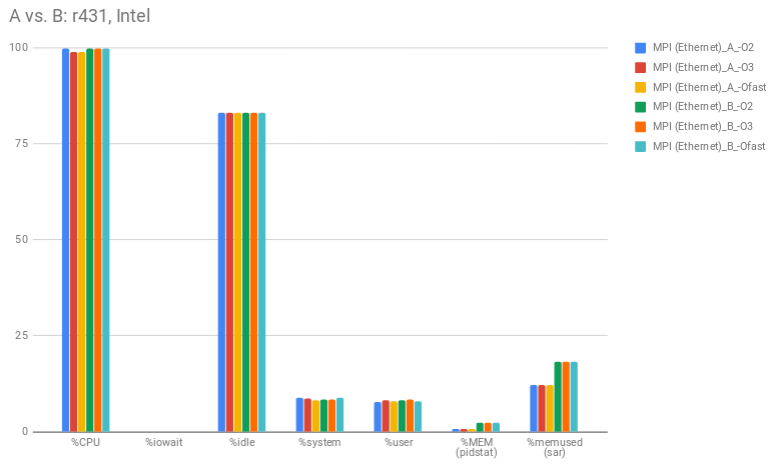 A vs. B: r431, Intel
100
75
50
25
0
%CPU
%iowait
%idle
%system
%user
%MEM
(pidstat)
%memused
(sar)
MPI (Ethernet)_A_-O2
MPI (Ethernet)_A_-O3
MPI (Ethernet)_A_-Ofast
MPI (Ethernet)_B_-O2
MPI (Ethernet)_B_-O3
MPI (Ethernet)_B_-Ofast